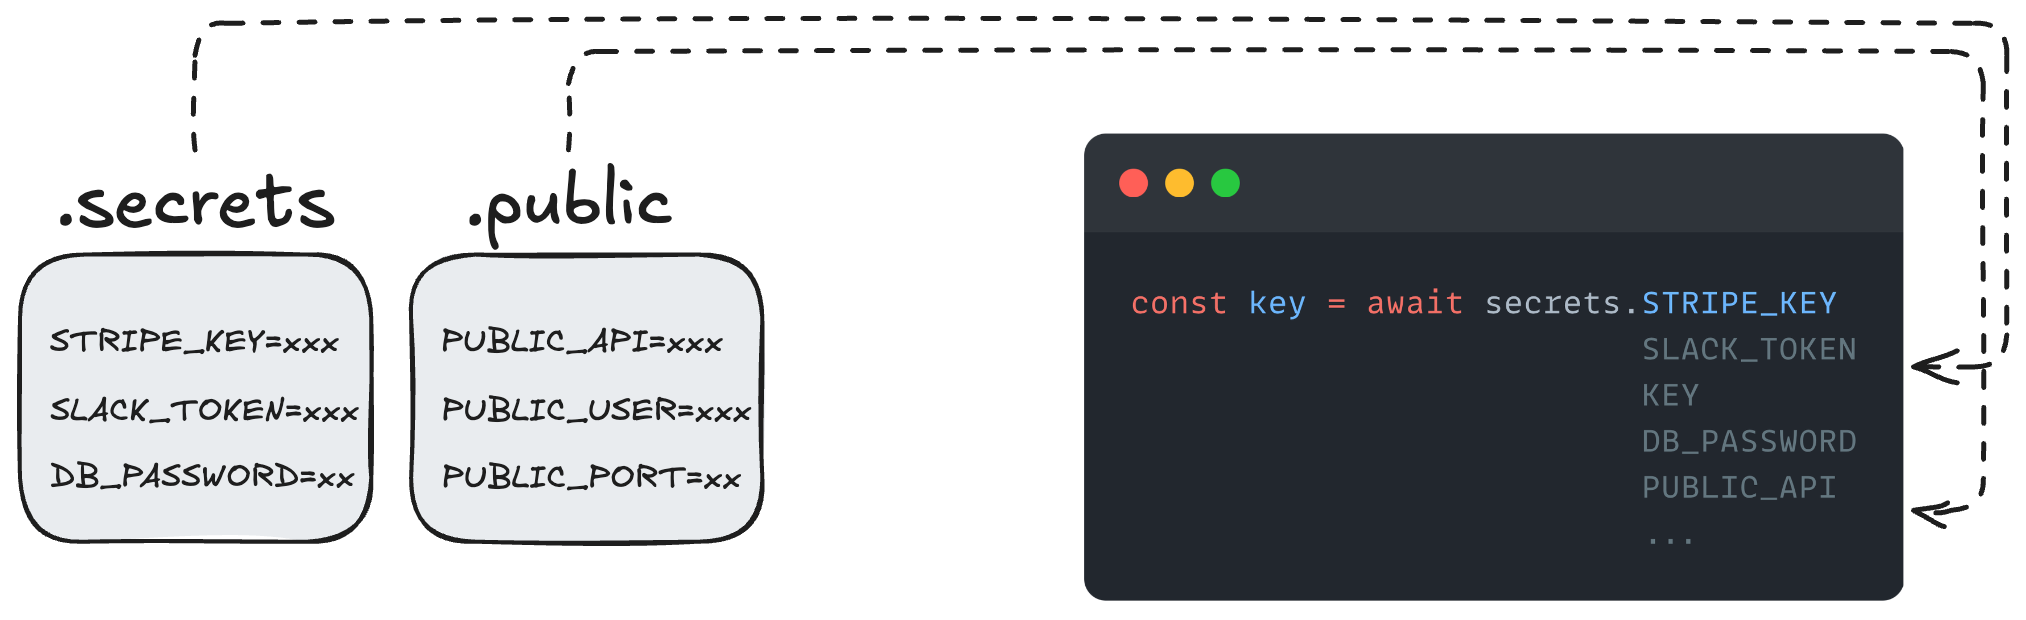 .secrets
STRIPE_KEY=xxx
SLACK_TOKEN=xxx
DB_PASSWORD=xx
.public
PUBLIC_API=xxx
PUBLIC_USER=xxx
PUBLIC_PORT=xx
const key = await secrets.STRIPE_KEY
SLACK_TOKEN
KEY
DB_PASSWORD
PUBLIC_API
...